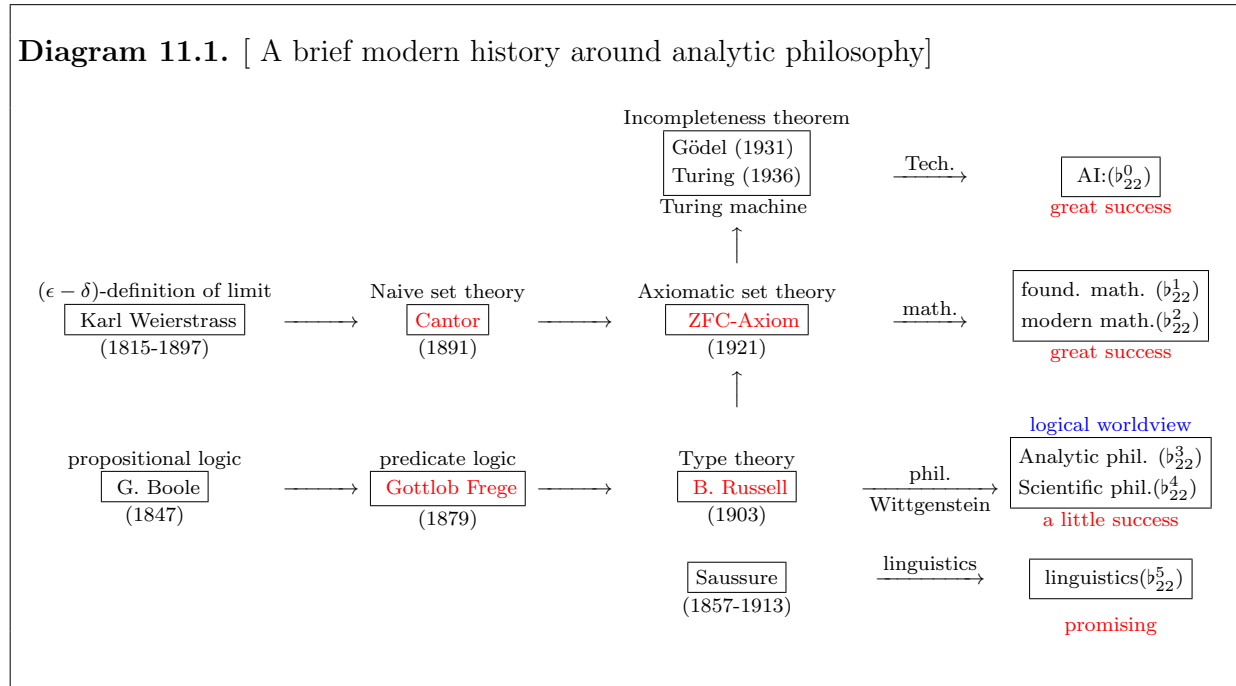 Diagram 11.1. [ A brief modern history around analytic philosophy]
Incompleteness theorem
Gödel (1931)
Turing (1936)
Turing machine
Tech.
AI:(♭⁰₂₂)
great success
(ϵ − δ)-definition of limit
Karl Weierstrass
(1815-1897)
Naive set theory
Cantor
(1891)
Axiomatic set theory
ZFC-Axiom
(1921)
math.
found. math. (♭¹₂₂)
modern math.(♭²₂₂)
great success
propositional logic
G. Boole
(1847)
predicate logic
Gottlob Frege
(1879)
Type theory
B. Russell
(1903)
phil.
Wittgenstein
logical worldview
Analytic phil. (♭³₂₂)
Scientific phil.(♭⁴₂₂)
a little success
Saussure
(1857-1913)
linguistics
linguistics(♭⁵₂₂)
promising